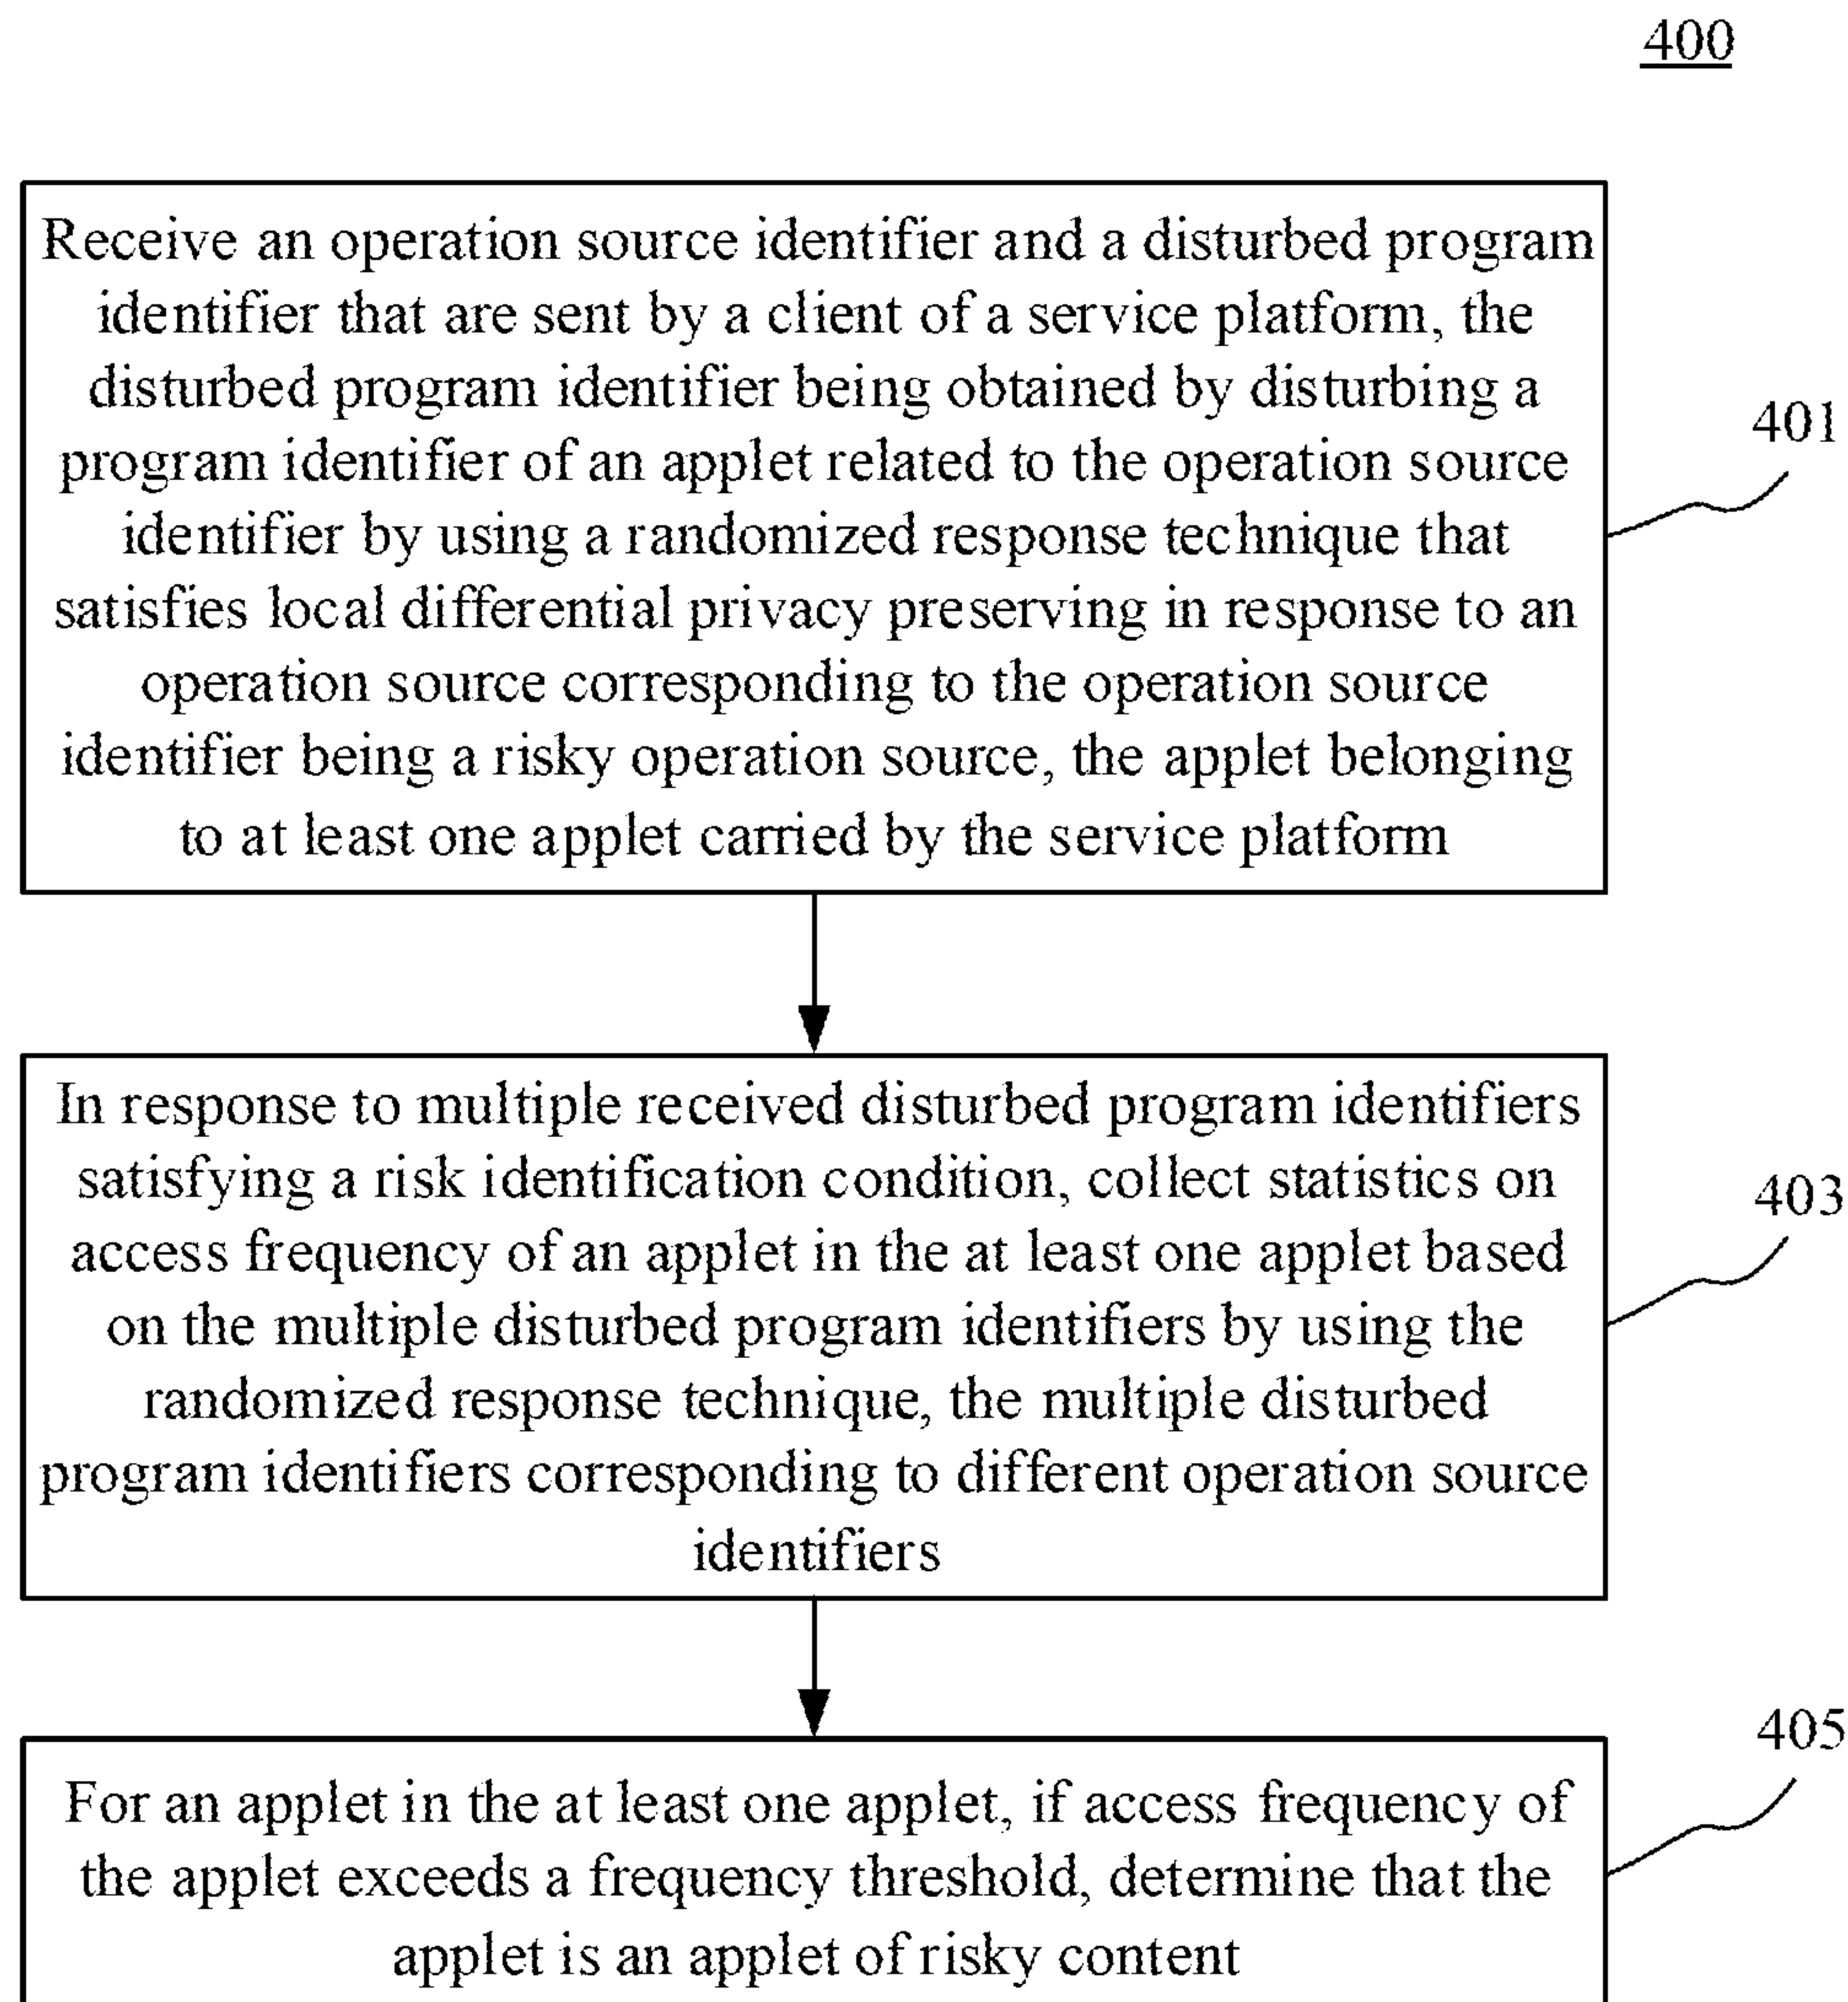 400
Receive an operation source identifier and a disturbed program
identifier that are sent by a client of a service platform, the
disturbed program identifier being obtained by disturbing a
program identifier of an applet related to the operation source
identifier by using a randomized response technique that
satisfies local differential privacy preserving in response to an
operation source corresponding to the operation source
identifier being a risky operation source, the applet belonging
to at least one applet carried by the service platform
401
In response to multiple received disturbed program identifiers
satisfying a risk identification condition, collect statistics on
access frequency of an applet in the at least one applet based
on the multiple disturbed program identifiers by using the
randomized response technique, the multiple disturbed
program identifiers corresponding to different operation source
identifiers
403
For an applet in the at least one applet, if access frequency of
the applet exceeds a frequency threshold, determine that the
applet is an applet of risky content
405